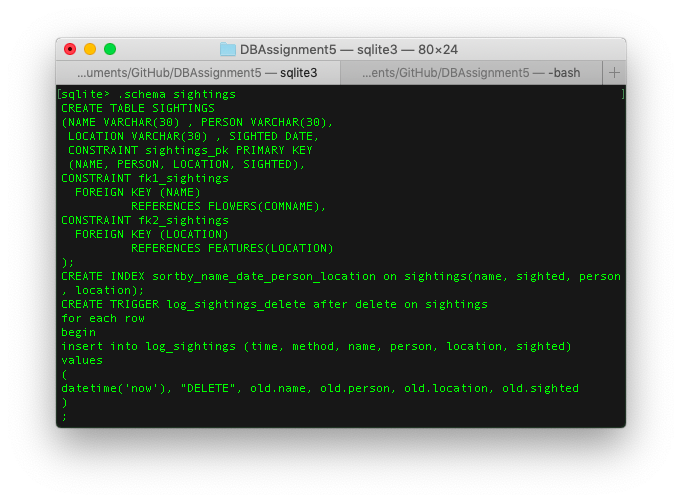 DBAssignment5 — sqlite3 — 80×24
...uments/GitHub/DBAssignment5 — sqlite3
...ents/GitHub/DBAssignment5 — -bash
+
[sqlite> .schema sightings ]
CREATE TABLE SIGHTINGS
(NAME VARCHAR(30) , PERSON VARCHAR(30),
 LOCATION VARCHAR(30) , SIGHTED DATE,
 CONSTRAINT sightings_pk PRIMARY KEY
 (NAME, PERSON, LOCATION, SIGHTED),
CONSTRAINT fk1_sightings
  FOREIGN KEY (NAME)
          REFERENCES FLOWERS(COMNAME),
CONSTRAINT fk2_sightings
  FOREIGN KEY (LOCATION)
          REFERENCES FEATURES(LOCATION)
);
CREATE INDEX sortby_name_date_person_location on sightings(name, sighted, person
, location);
CREATE TRIGGER log_sightings_delete after delete on sightings
for each row
begin
insert into log_sightings (time, method, name, person, location, sighted)
values
(
datetime('now'), "DELETE", old.name, old.person, old.location, old.sighted
)
;